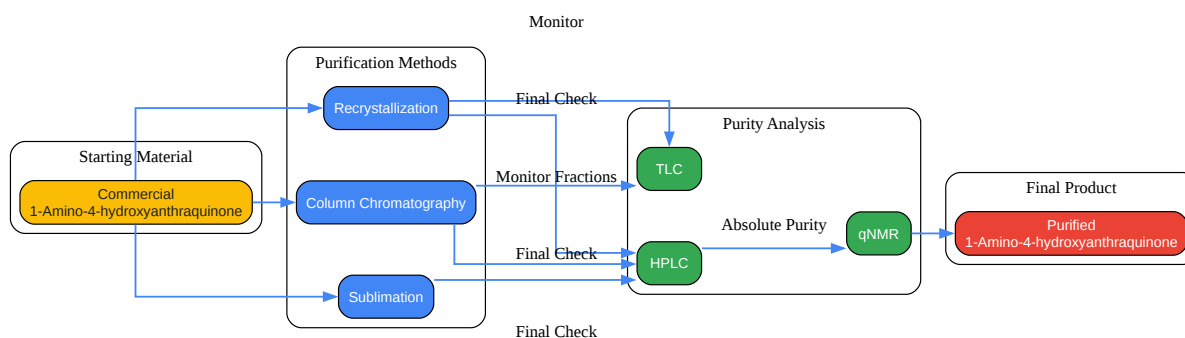 Monitor
Purification Methods
Recrystallization
Final Check
Purity Analysis
Starting Material
TLC
Commercial
1-Amino-4-hydroxyanthraquinone
Column Chromatography
Monitor Fractions
Final Product
Absolute Purity
qNMR
Purified
1-Amino-4-hydroxyanthraquinone
Final Check
HPLC
Sublimation
Final Check